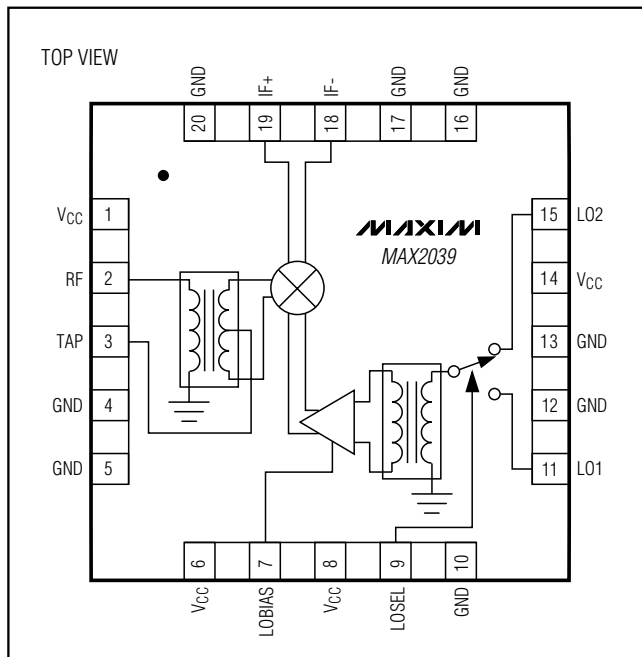 TOP VIEW
GND
IF+
IF-
GND
GND
20
19
18
17
16
VCC 1
RF 2
TAP 3
GND 4
GND 5
MAXIM
MAX2039
15 LO2
14 VCC
13 GND
12 GND
11 LO1
6
7
8
9
10
VCC
LOBIAS
VCC
LOSEL
GND